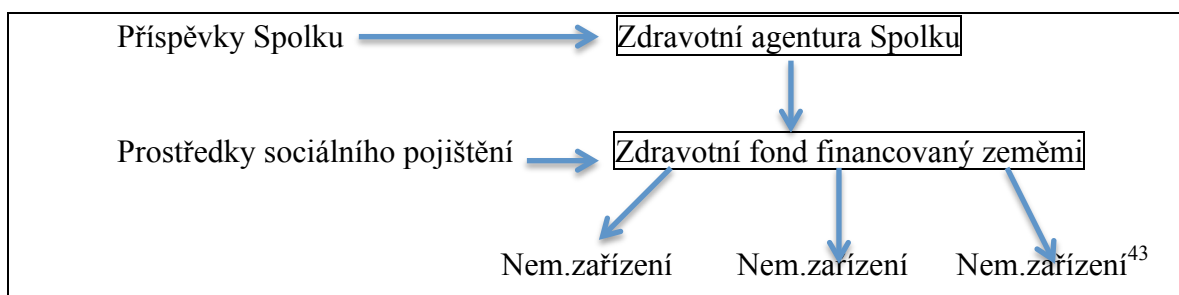 Příspěvky Spolku Zdravotní agentura Spolku
Prostředky sociálního pojištění Zdravotní fond financovaný zeměmi
Nem.zařízení Nem.zařízení Nem.zařízení43